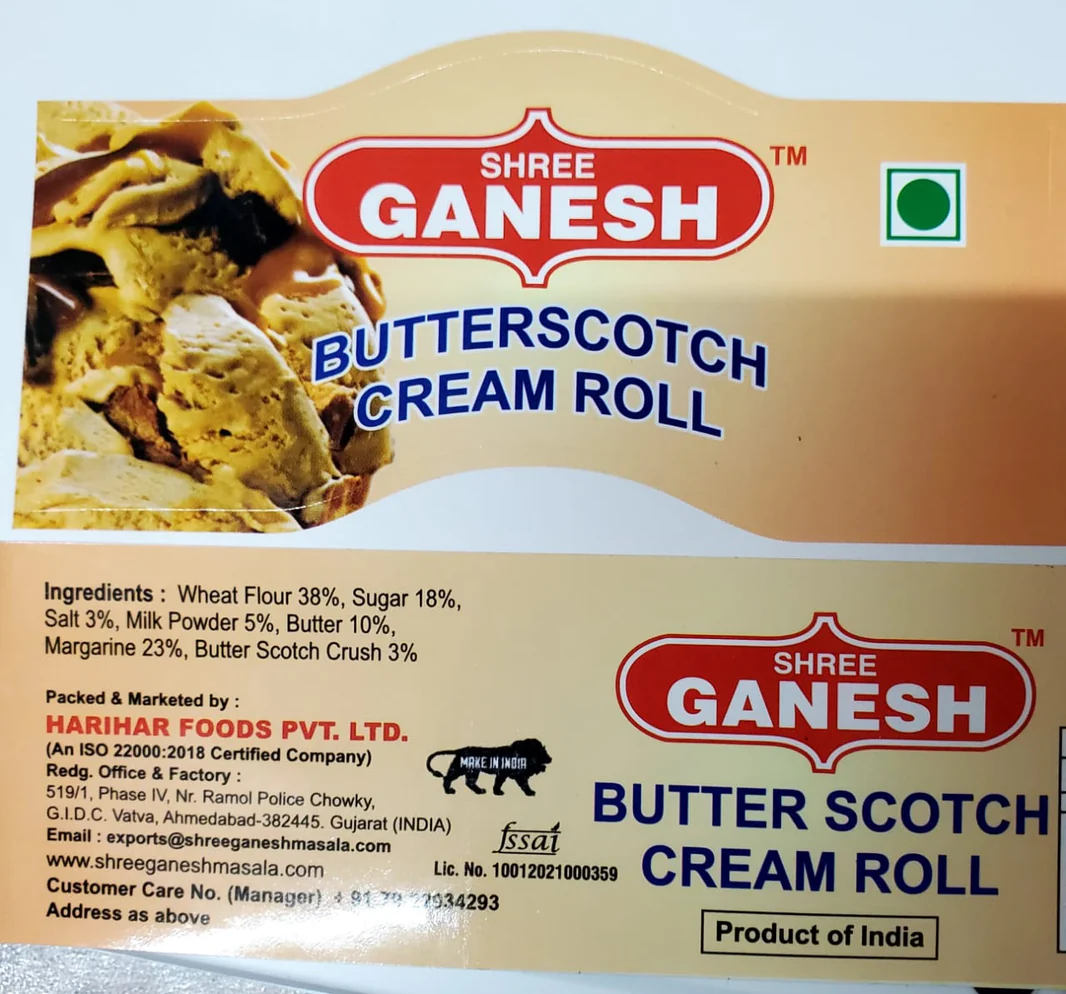 SHREE
GANESH
TM
BUTTERSCOTCH
CREAM ROLL
Ingredients : Wheat Flour 38%, Sugar 18%,
Salt 3%, Milk Powder 5%, Butter 10%,
Margarine 23%, Butter Scotch Crush 3%
Packed & Marketed by :
HARIHAR FOODS PVT. LTD.
(An ISO 22000:2018 Certified Company)
Redg. Office & Factory :
519/1, Phase IV, Nr. Ramol Police Chowky,
G.I.D.C. Vatva, Ahmedabad-382445. Gujarat (INDIA)
Email : exports@shreeganeshmasala.com
www.shreeganeshmasala.com
Customer Care No. (Manager) + 91
Address as above
MAKE IN INDIA
fssai
Lic. No. 10012021000359
SHREE
GANESH
TM
BUTTER SCOTCH
CREAM ROLL
Product of India